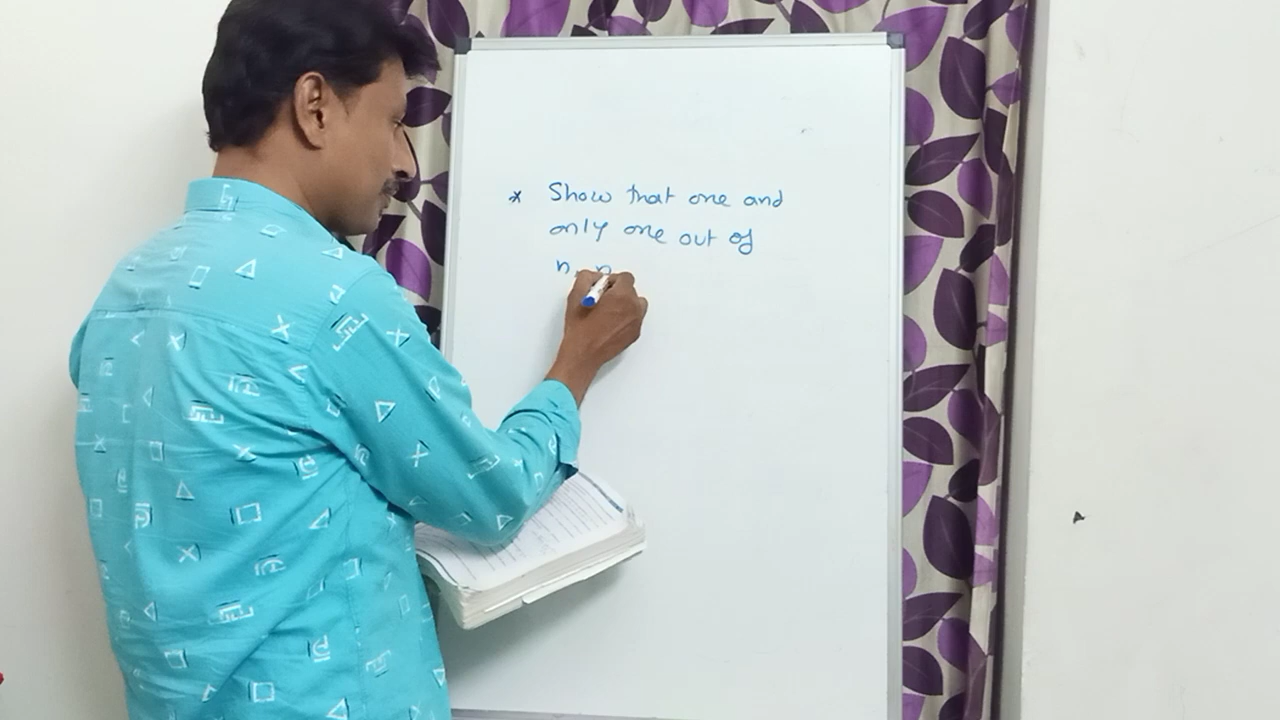 * Show that one and
only one out of
n, n